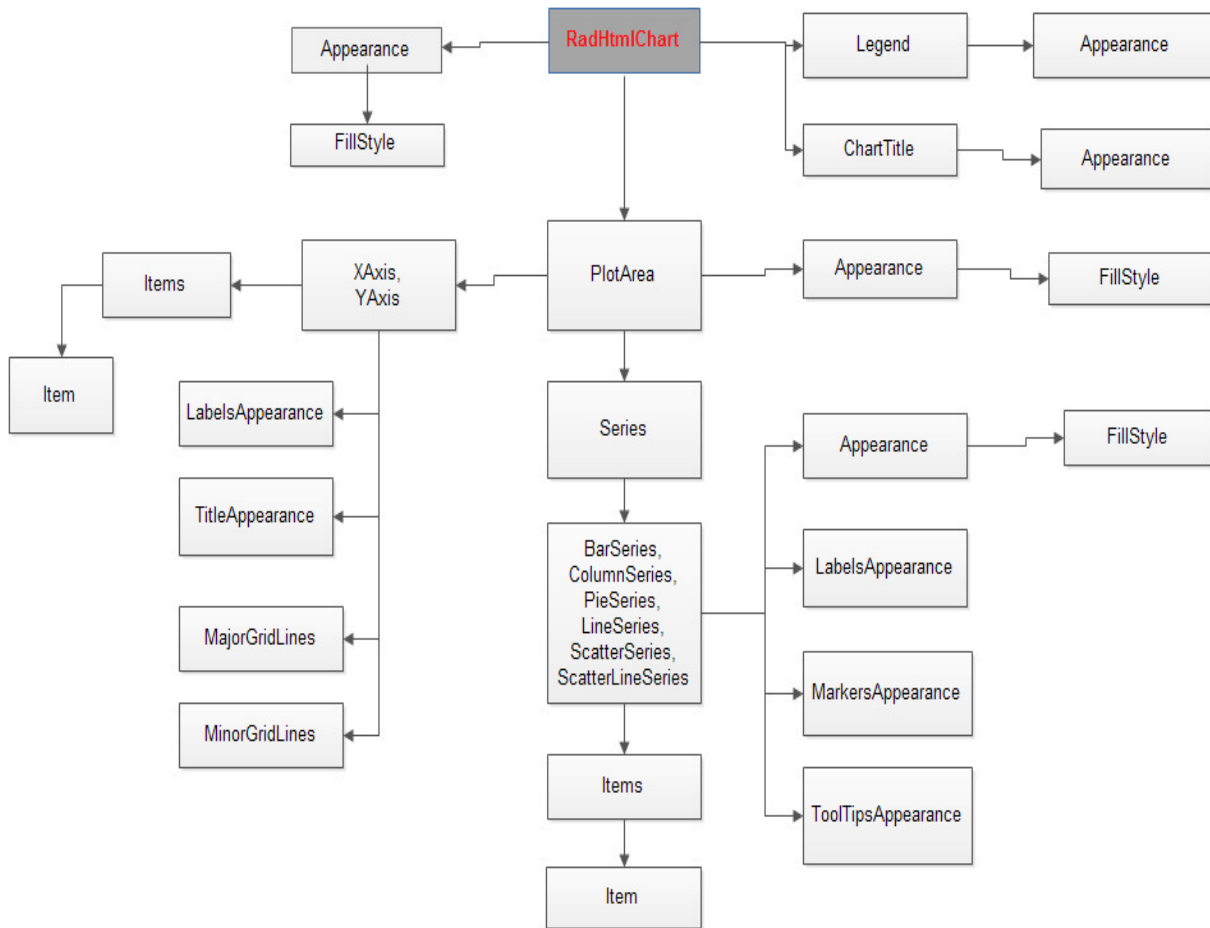 RadHtmlChart
Appearance
Legend
Appearance
FillStyle
ChartTitle
Appearance
PlotArea
XAxis,
YAxis
Items
Item
Appearance
FillStyle
LabelsAppearance
TitleAppearance
MajorGridLines
MinorGridLines
Series
BarSeries,
ColumnSeries,
PieSeries,
LineSeries,
ScatterSeries,
ScatterLineSeries
Appearance
FillStyle
LabelsAppearance
MarkersAppearance
ToolTipsAppearance
Items
Item